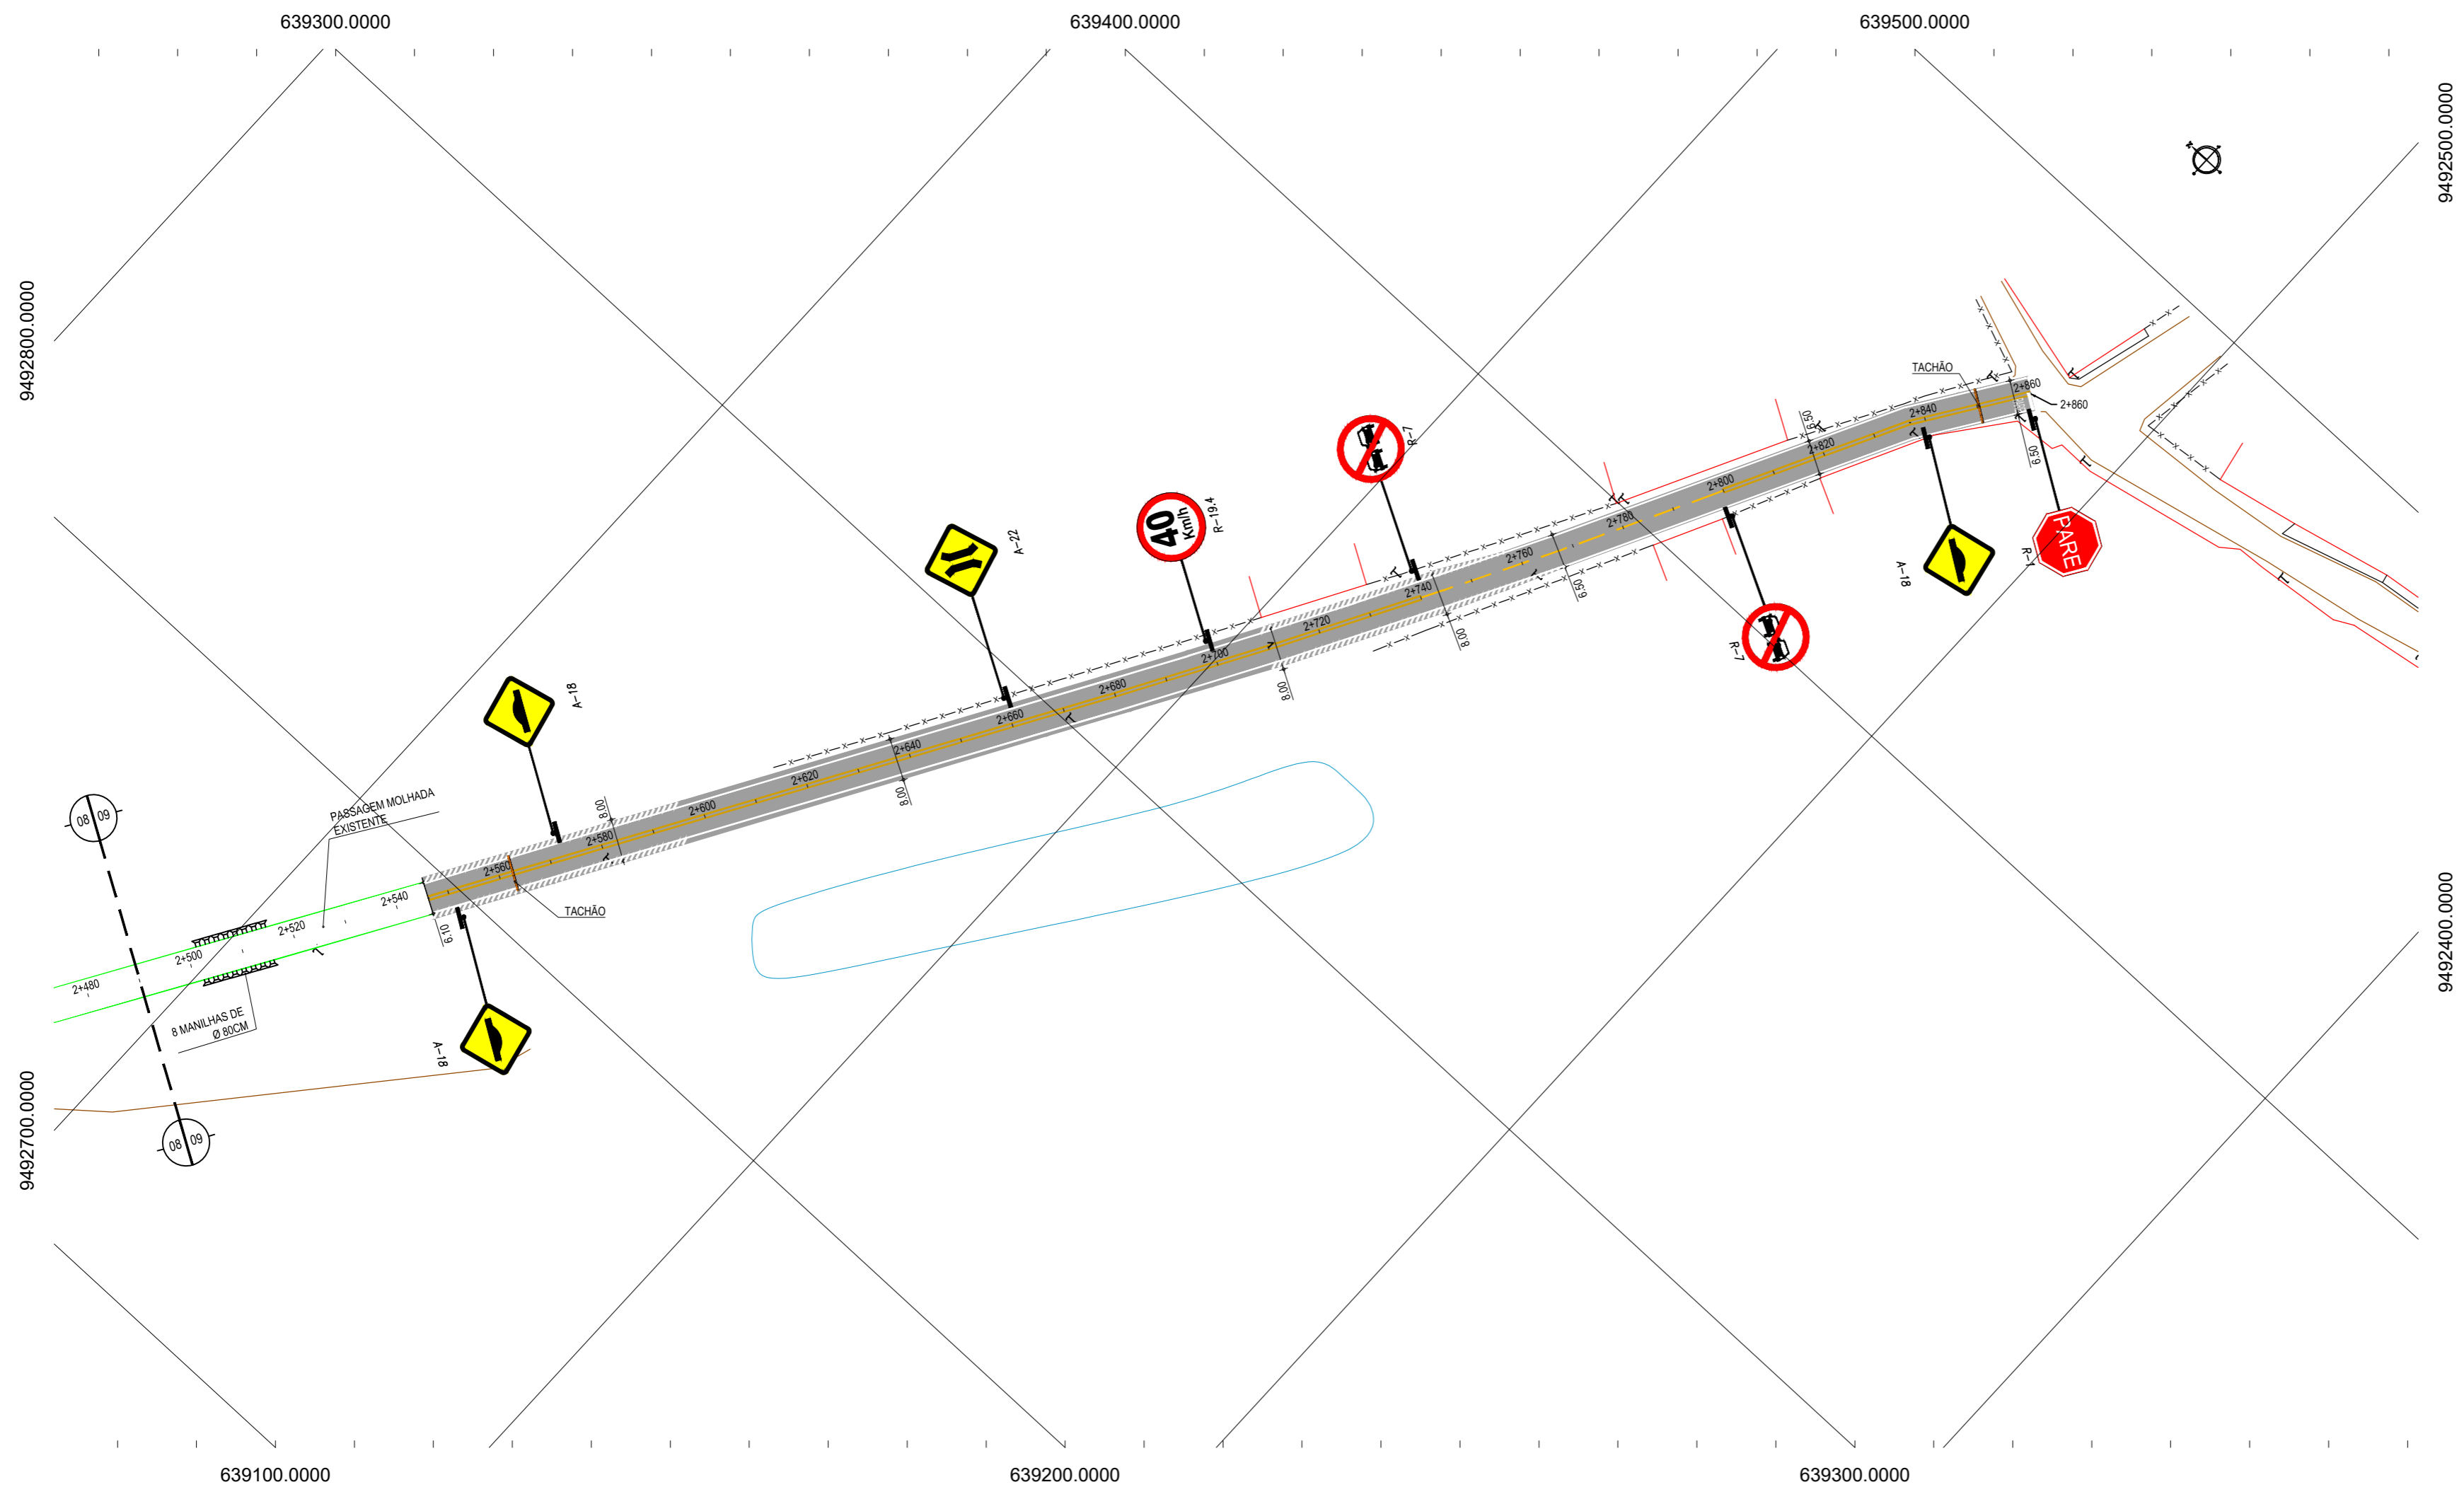 639300.0000
639400.0000
639500.0000
9492500.0000
9492800.0000
TACHÃO
2+860
2+860
2+840
6.50
2+820
6.50
R-7
2+800
R-1
PARE
A-18
2+780
R-19.4
40
Km/h
2+760
6.50
A-22
2+740
8.00
R-7
2+720
2+700
8.00
2+680
2+660
A-18
2+640
8.00
2+620
2+600
8.00
2+580
PASSAGEM MOLHADA
EXISTENTE
08 09
2+560
TACHÃO
2+540
6.10
2+520
2+500
2+480
8 MANILHAS DE
Ø 80CM
A-18
08 09
9492400.0000
9492700.0000
639100.0000
639200.0000
639300.0000